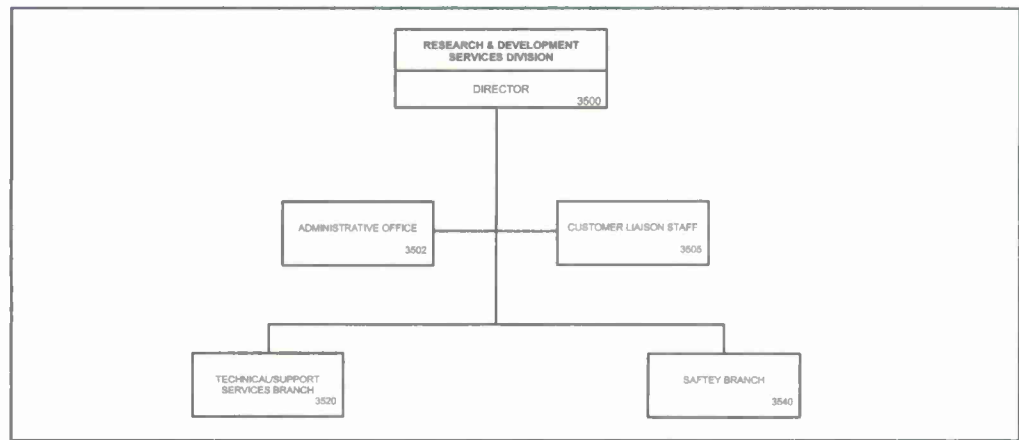 RESEARCH & DEVELOPMENT
SERVICES DIVISION
DIRECTOR
3500
ADMINISTRATIVE OFFICE
3502
CUSTOMER LIAISON STAFF
3505
TECHNICAL/SUPPORT
SERVICES BRANCH
3520
SAFTEY BRANCH
3540